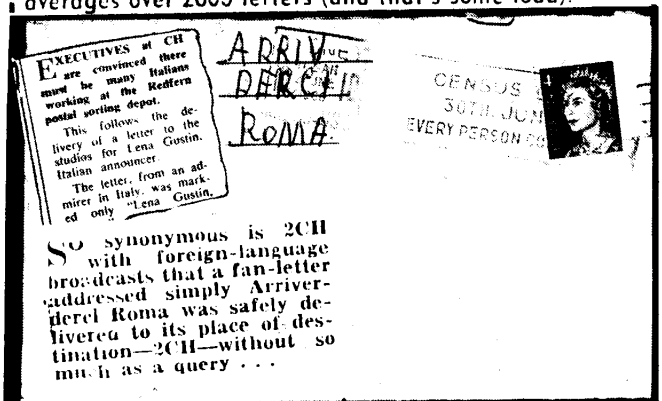 averages over 2005 letters (and that's some load).
EXECUTIVES at CH
are convinced there
must be many Italians
working at the Redfern
postal sorting depot.
This follows the de-
livery of a letter to the
studios for Lena Gustin,
Italian announcer.
The letter, from an ad-
mirer in Italy, was mark-
ed only "Lena Gustin,
ARRIV
DERCI
ROMA
CENSUS
30TH JUN
EVERY PERSON CO
So synonymous is 2CH
with foreign-language
broadcasts that a fan-letter
addressed simply Arriver-
derci Roma was safely de-
livered to its place of des-
tination—2CH—without so
much as a query . . .